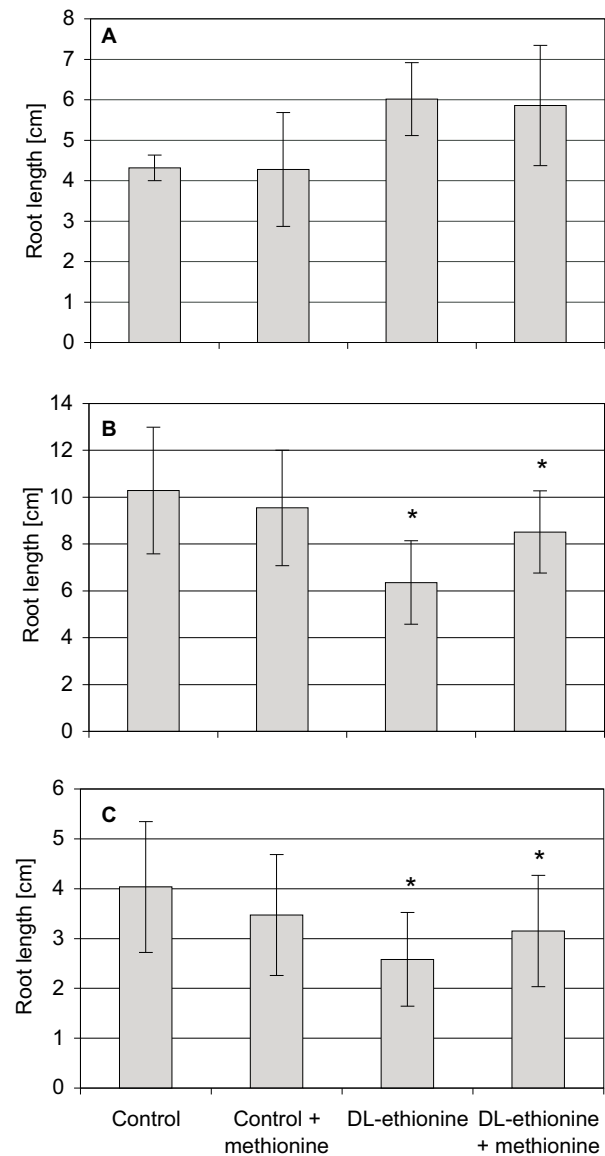 A
Root length [cm]
8
7
6
5
4
3
2
1
0
B
Root length [cm]
14
12
10
8
6
4
2
0
*
*
C
Root length [cm]
6
5
4
3
2
1
0
*
*
Control
Control +
methionine
DL-ethionine
DL-ethionine
+ methionine